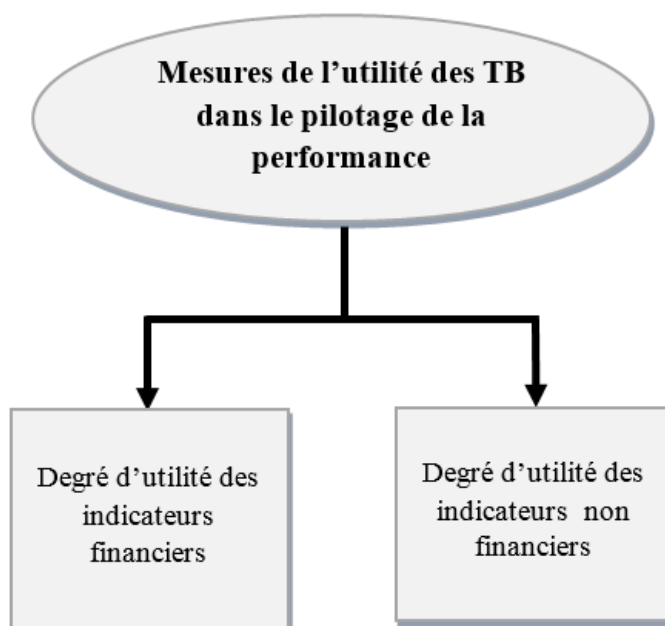 Mesures de l’utilité des TB
dans le pilotage de la
performance
Degré d’utilité des
indicateurs
financiers
Degré d’utilité des
indicateurs non
financiers